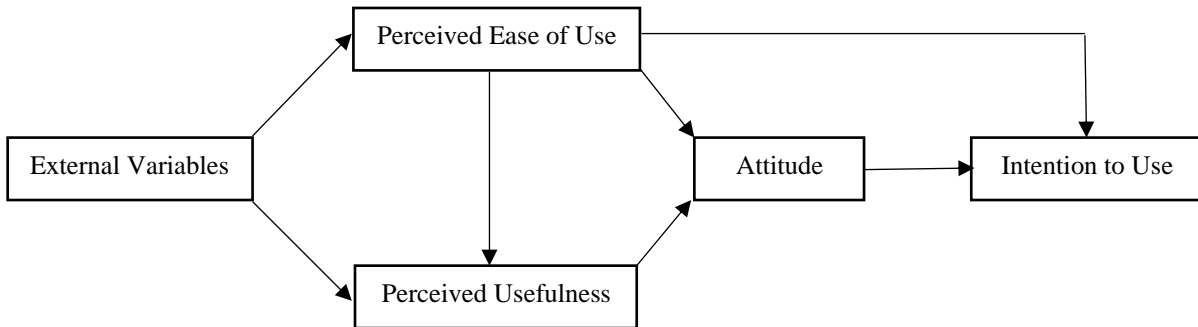 Perceived Ease of Use
External Variables
Attitude
Intention to Use
Perceived Usefulness